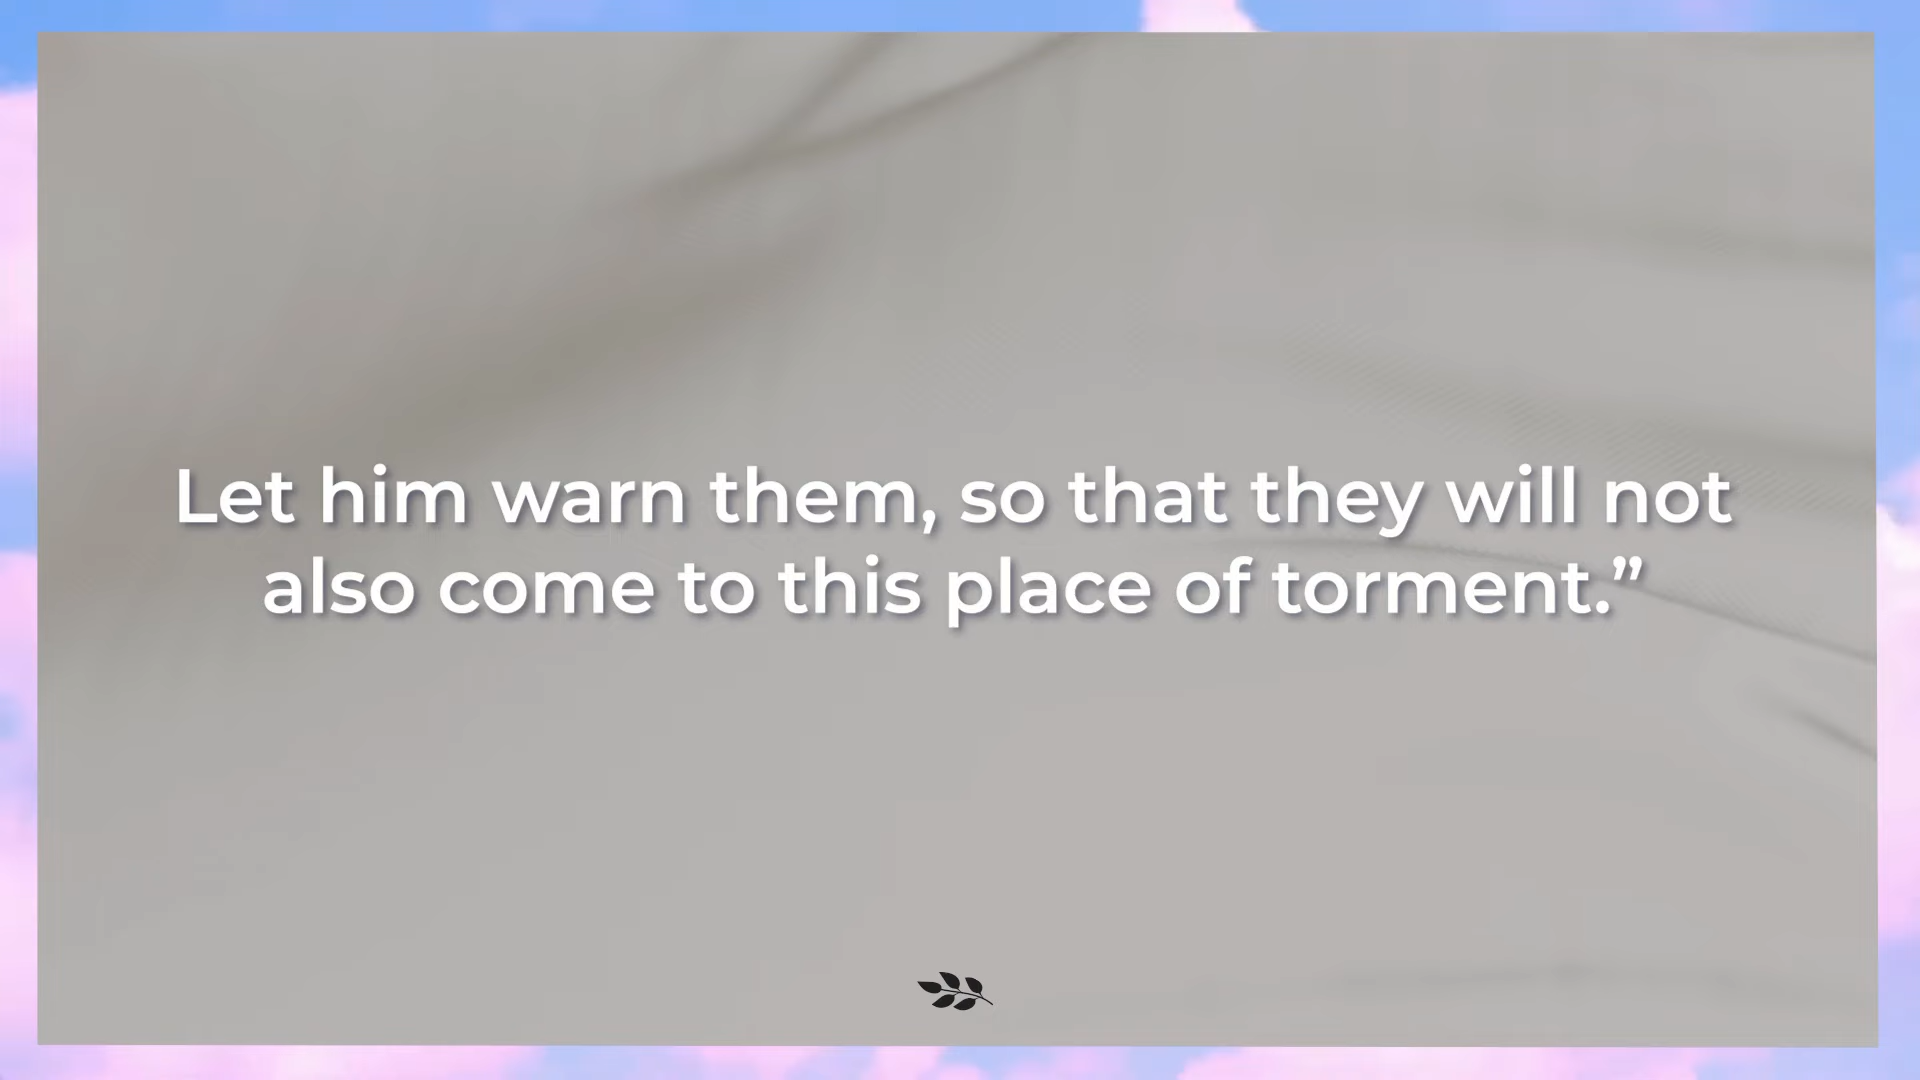 Let him warn them, so that they will not
also come to this place of torment.”